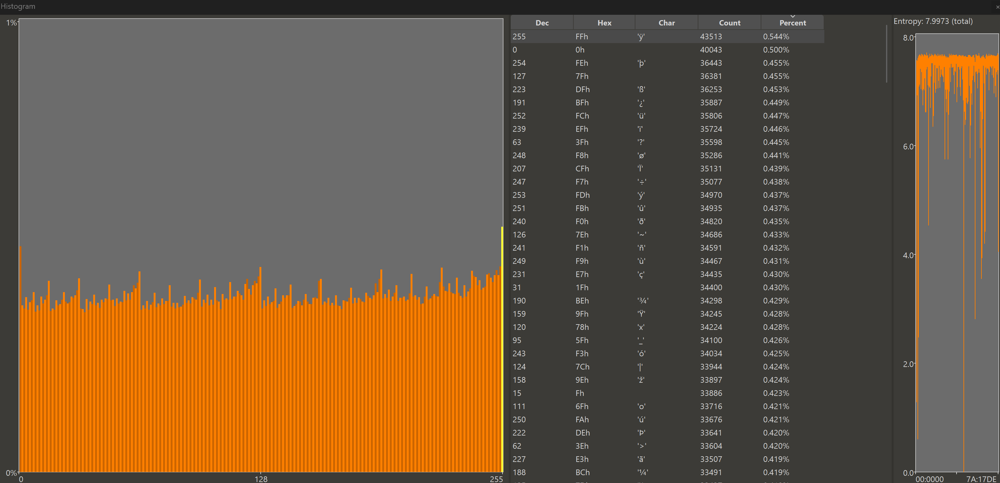 Histogram
1%
0%
0 128 255
Dec Hex Char Count Percent
255 FFh 'ÿ' 43513 0.544%
0 0h 40043 0.500%
254 FEh 'þ' 36443 0.455%
127 7Fh 36381 0.455%
223 DFh 'ß' 36253 0.453%
191 BFh '¿' 35887 0.449%
252 FCh 'ü' 35806 0.447%
239 EFh 'ï' 35724 0.446%
63 3Fh '?' 35598 0.445%
248 F8h 'ø' 35286 0.441%
207 CFh 'Ï' 35131 0.439%
247 F7h '÷' 35077 0.438%
253 FDh 'ý' 34970 0.437%
251 FBh 'û' 34935 0.437%
240 F0h 'ð' 34820 0.435%
126 7Eh '~' 34686 0.433%
241 F1h 'ñ' 34591 0.432%
249 F9h 'ù' 34467 0.431%
231 E7h 'ç' 34435 0.430%
31 1Fh 34400 0.430%
190 BEh '¾' 34298 0.429%
159 9Fh 'Ÿ' 34245 0.428%
120 78h 'x' 34224 0.428%
95 5Fh '_' 34100 0.426%
243 F3h 'ó' 34034 0.425%
124 7Ch '|' 33944 0.424%
158 9Eh 'ž' 33897 0.424%
15 Fh 33886 0.423%
111 6Fh 'o' 33716 0.421%
250 FAh 'ú' 33676 0.421%
222 DEh 'Þ' 33641 0.420%
62 3Eh '>' 33604 0.420%
227 E3h 'ã' 33507 0.419%
188 BCh '¼' 33491 0.419%
Entropy: 7.9973 (total)
8.0
6.0
4.0
2.0
0.0
00:0000 7A:17DE